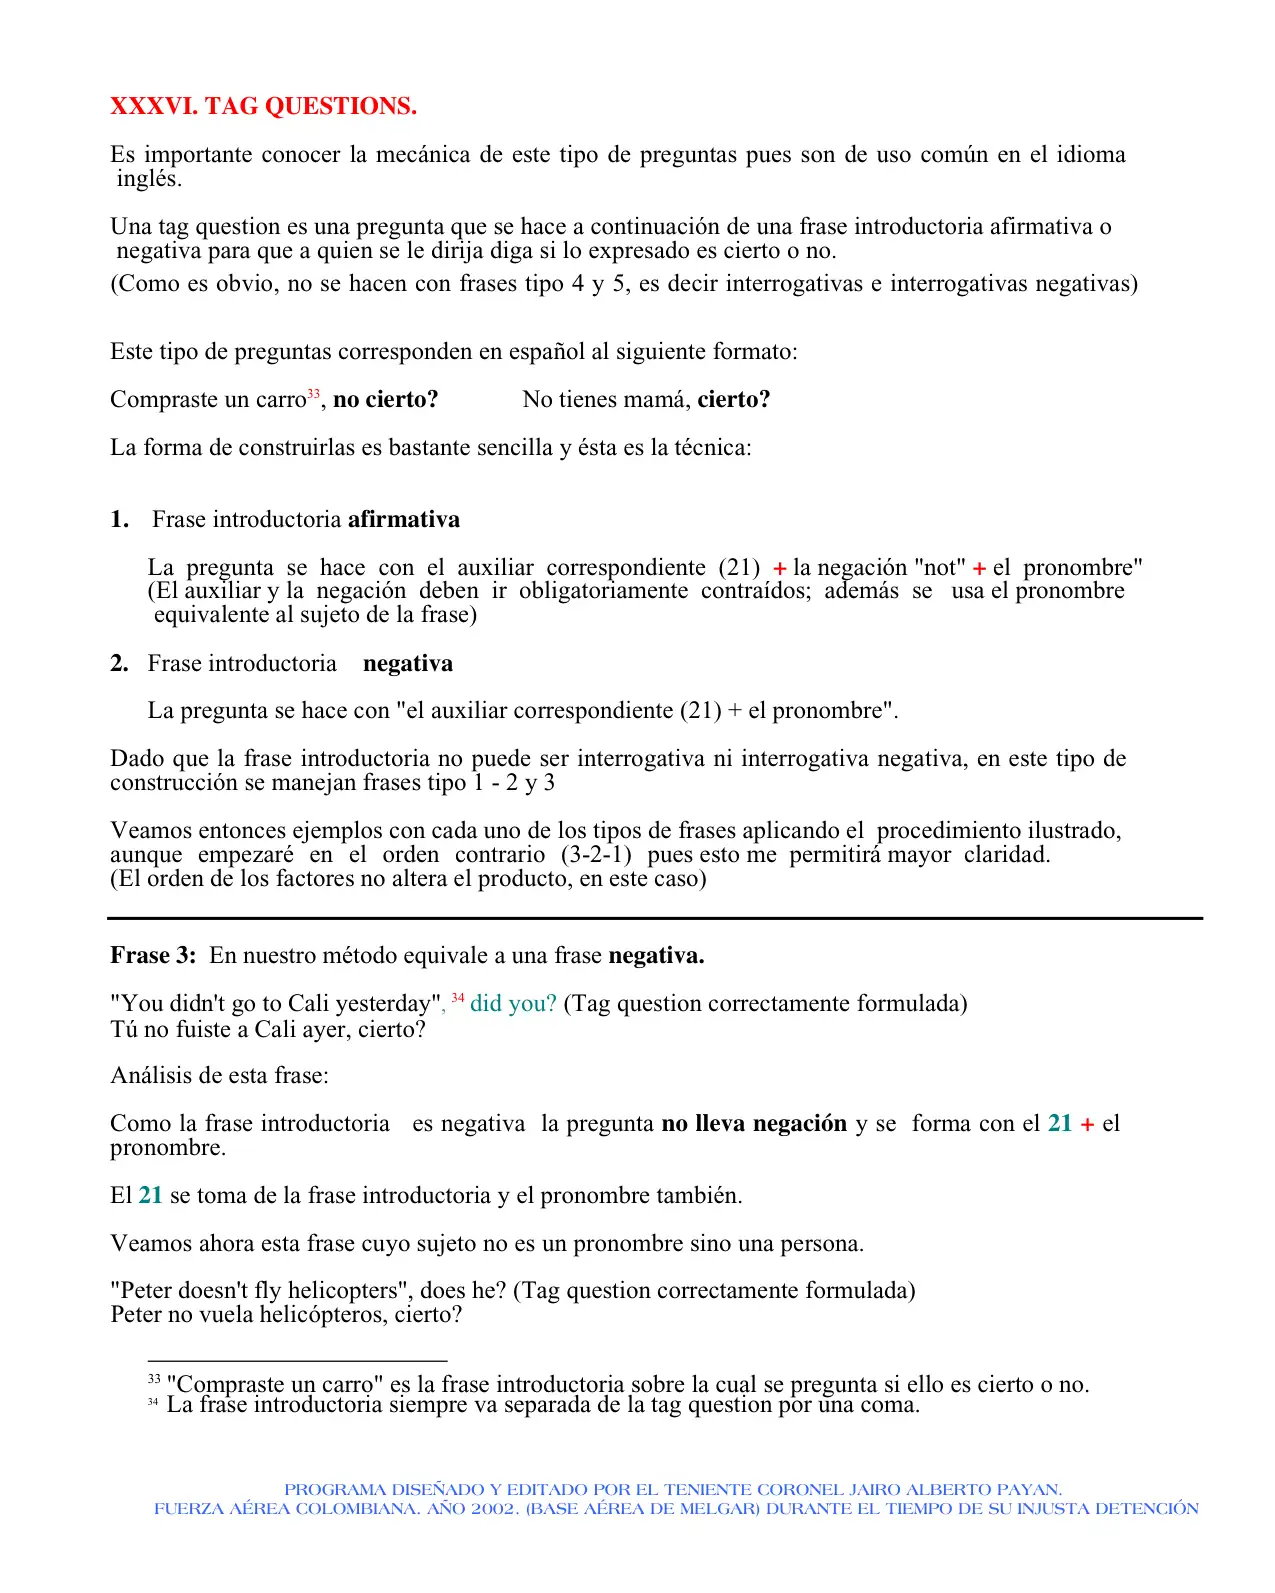 XXXVI. TAG QUESTIONS.
Es importante conocer la mecánica de este tipo de preguntas pues son de uso común en el idioma
inglés.
Una tag question es una pregunta que se hace a continuación de una frase introductoria afirmativa o
negativa para que a quien se le dirija diga si lo expresado es cierto o no.
(Como es obvio, no se hacen con frases tipo 4 y 5, es decir interrogativas e interrogativas negativas)
Este tipo de preguntas corresponden en español al siguiente formato:
Compraste un carro33, no cierto? No tienes mamá, cierto?
La forma de construirlas es bastante sencilla y ésta es la técnica:
1. Frase introductoria afirmativa
La pregunta se hace con el auxiliar correspondiente (21) + la negación "not" + el pronombre"
(El auxiliar y la negación deben ir obligatoriamente contraídos; además se usa el pronombre
equivalente al sujeto de la frase)
2. Frase introductoria negativa
La pregunta se hace con "el auxiliar correspondiente (21) + el pronombre".
Dado que la frase introductoria no puede ser interrogativa ni interrogativa negativa, en este tipo de
construcción se manejan frases tipo 1 - 2 y 3
Veamos entonces ejemplos con cada uno de los tipos de frases aplicando el procedimiento ilustrado,
aunque empezaré en el orden contrario (3-2-1) pues esto me permitirá mayor claridad.
(El orden de los factores no altera el producto, en este caso)
Frase 3: En nuestro método equivale a una frase negativa.
"You didn't go to Cali yesterday", 34 did you? (Tag question correctamente formulada)
Tú no fuiste a Cali ayer, cierto?
Análisis de esta frase:
Como la frase introductoria es negativa la pregunta no lleva negación y se forma con el 21 + el
pronombre.
El 21 se toma de la frase introductoria y el pronombre también.
Veamos ahora esta frase cuyo sujeto no es un pronombre sino una persona.
"Peter doesn't fly helicopters", does he? (Tag question correctamente formulada)
Peter no vuela helicópteros, cierto?
33 "Compraste un carro" es la frase introductoria sobre la cual se pregunta si ello es cierto o no.
34 La frase introductoria siempre va separada de la tag question por una coma.
PROGRAMA DISEÑADO Y EDITADO POR EL TENIENTE CORONEL JAIRO ALBERTO PAYAN.
FUERZA AÉREA COLOMBIANA. AÑO 2002. (BASE AÉREA DE MELGAR) DURANTE EL TIEMPO DE SU INJUSTA DETENCIÓN